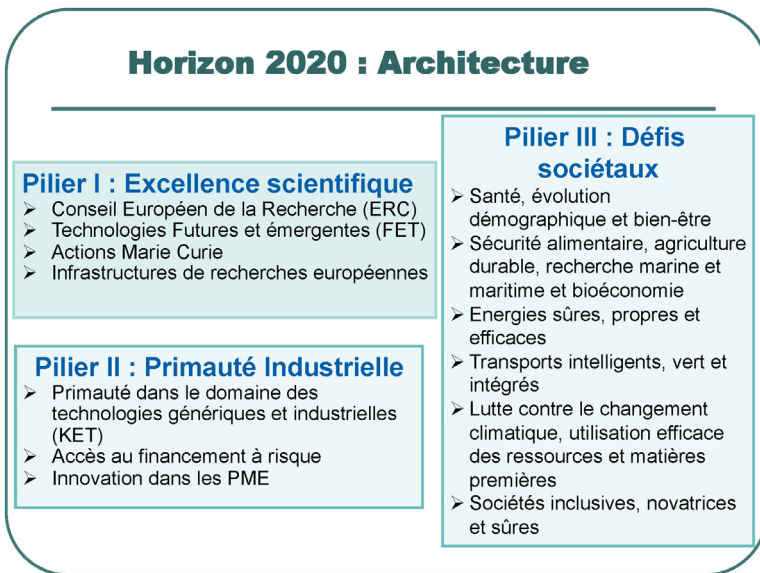 Horizon 2020 : Architecture
Pilier I : Excellence scientifique
➢ Conseil Européen de la Recherche (ERC)
➢ Technologies Futures et émergentes (FET)
➢ Actions Marie Curie
➢ Infrastructures de recherches européennes
Pilier II : Primauté Industrielle
➢ Primauté dans le domaine des
technologies génériques et industrielles
(KET)
➢ Accès au financement à risque
➢ Innovation dans les PME
Pilier III : Défis
sociétaux
➢ Santé, évolution
démographique et bien-être
➢ Sécurité alimentaire, agriculture
durable, recherche marine et
maritime et bioéconomie
➢ Energies sûres, propres et
efficaces
➢ Transports intelligents, vert et
intégrés
➢ Lutte contre le changement
climatique, utilisation efficace
des ressources et matières
premières
➢ Sociétés inclusives, novatrices
et sûres